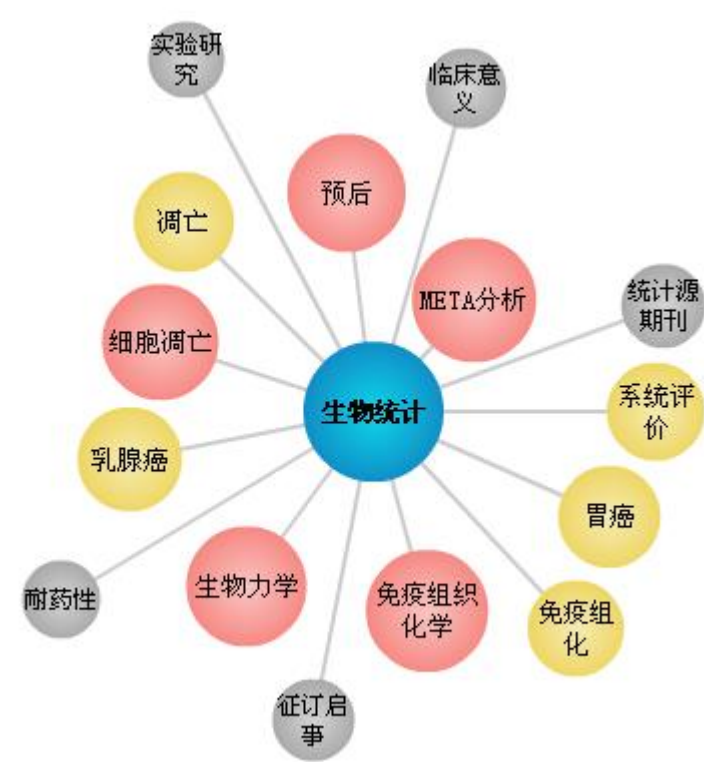 实验研
究
临床意
义
预后
凋亡
META分析
统计源
期刊
细胞凋亡
系统评
价
生物统计
乳腺癌
胃癌
生物力学
免疫组织
化学
耐药性
免疫组
化
征订启
事